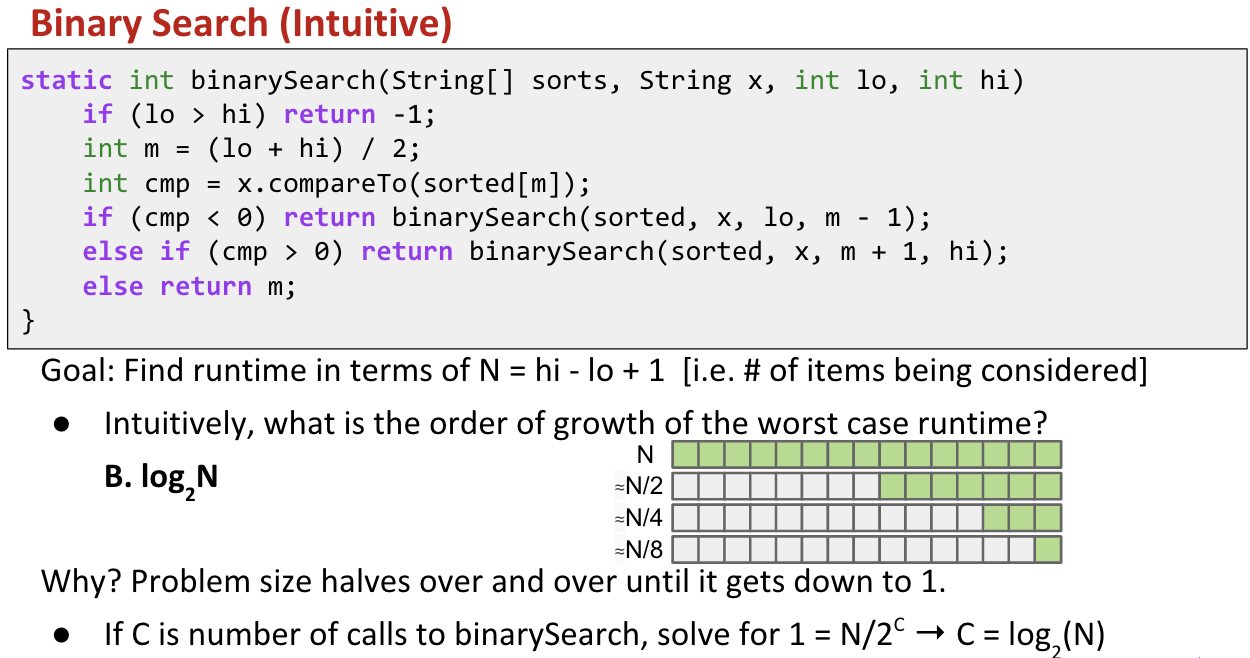 Binary Search (Intuitive)
static int binarySearch(String[] sorts, String x, int lo, int hi)
if (lo > hi) return -1;
int m = (lo + hi) / 2;
int cmp = x.compareTo(sorted[m]);
if (cmp < 0) return binarySearch(sorted, x, lo, m - 1);
else if (cmp > 0) return binarySearch(sorted, x, m + 1, hi);
else return m;
}
Goal: Find runtime in terms of N = hi - lo + 1 [i.e. # of items being considered]
● Intuitively, what is the order of growth of the worst case runtime?
N
B. log₂N
≈N/2
≈N/4
≈N/8
Why? Problem size halves over and over until it gets down to 1.
● If C is number of calls to binarySearch, solve for 1 = N/2ᶜ → C = log₂(N)